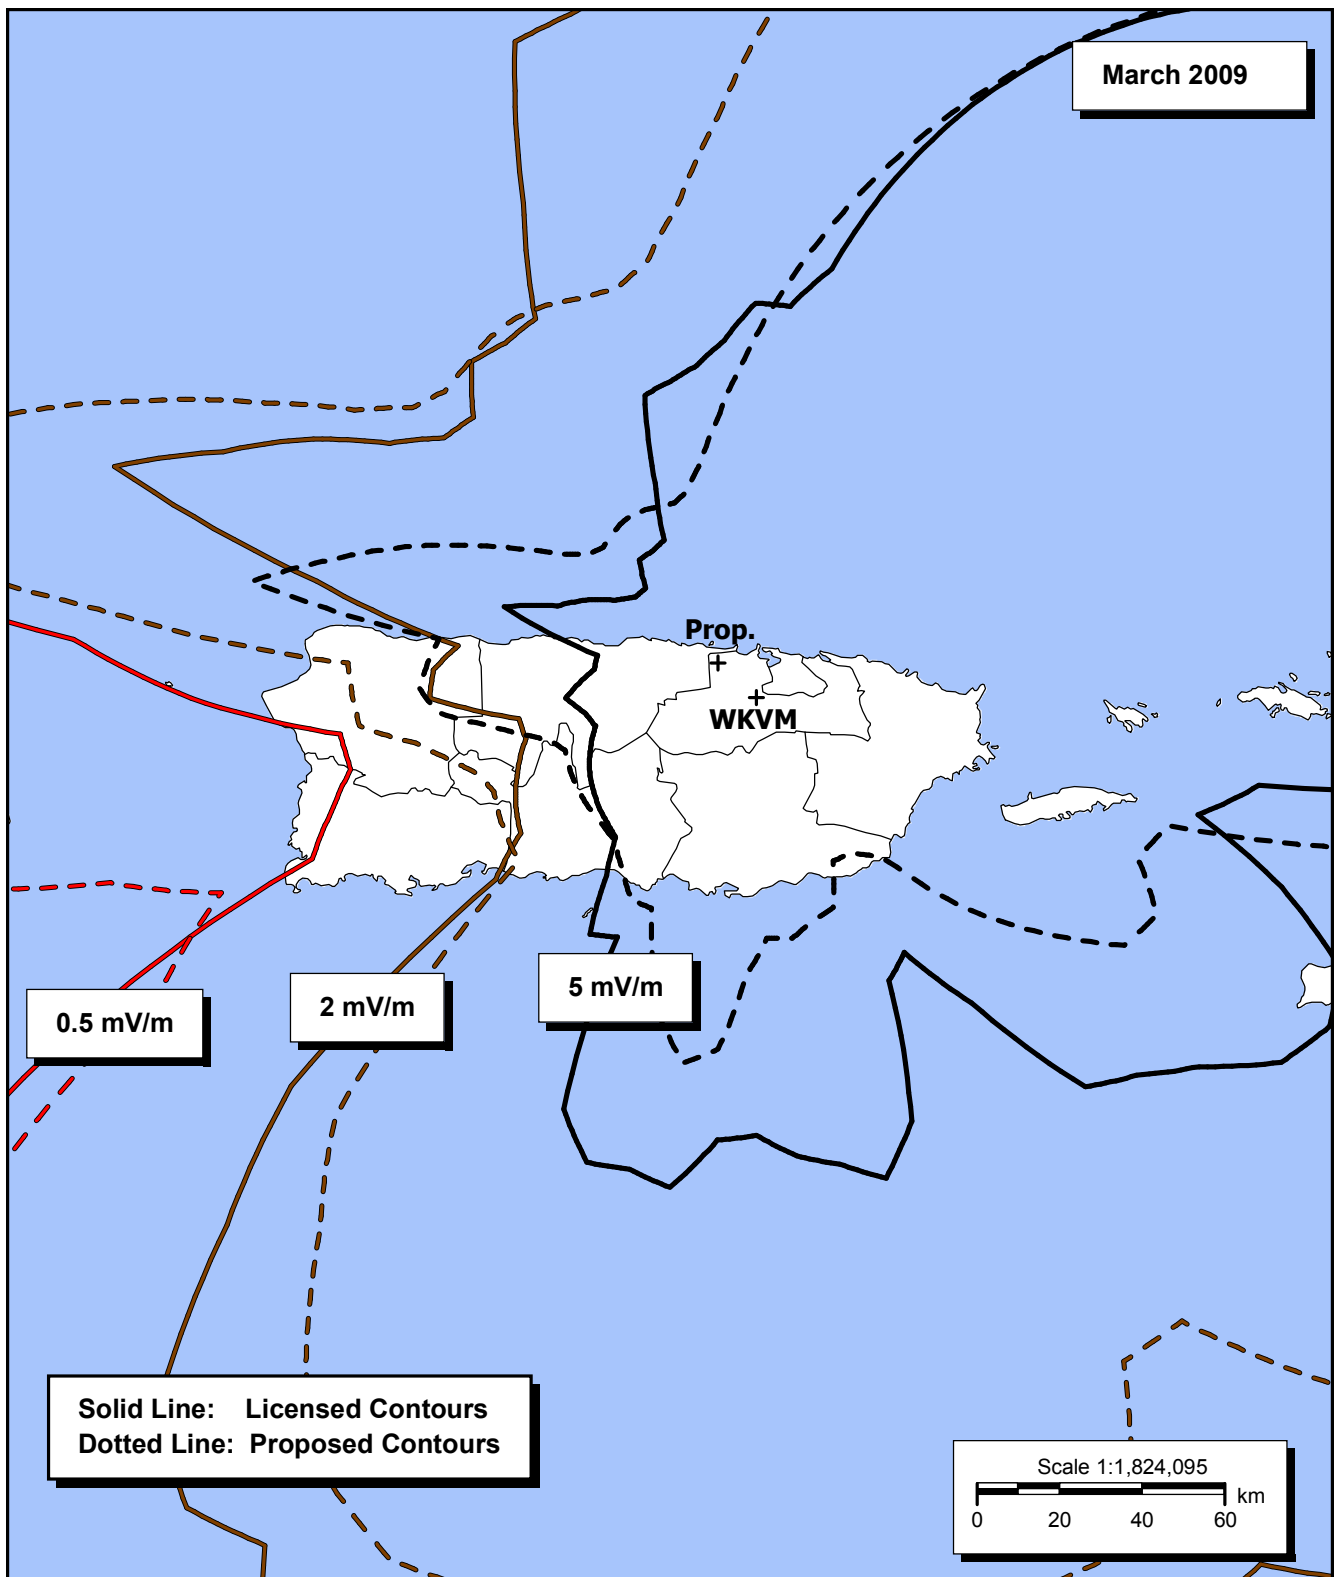 March 2009
Prop.
WKVM
5 mV/m
2 mV/m
0.5 mV/m
Solid Line: Licensed Contours
Dotted Line: Proposed Contours
Scale 1:1,824,095
km
0 20 40 60